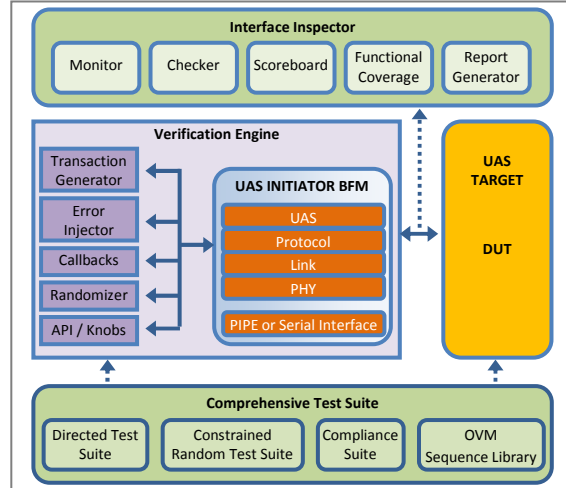 Interface Inspector
Monitor
Checker
Scoreboard
Functional
Coverage
Report
Generator
Verification Engine
Transaction
Generator
Error
Injector
Callbacks
Randomizer
API / Knobs
UAS INITIATOR BFM
UAS
Protocol
Link
PHY
PIPE or Serial Interface
UAS
TARGET
DUT
Comprehensive Test Suite
Directed Test
Suite
Constrained
Random Test Suite
Compliance
Suite
OVM
Sequence Library